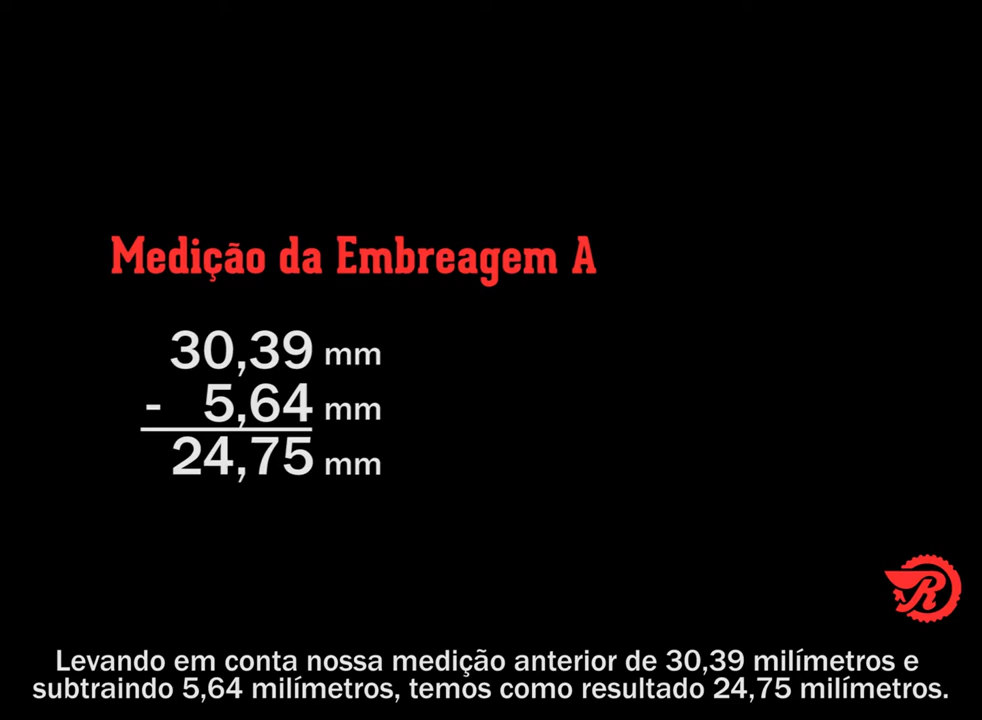 Medição da Embreagem A
30,39 mm
- 5,64 mm
24,75 mm
R
Levando em conta nossa medição anterior de 30,39 milímetros e
subtraindo 5,64 milímetros, temos como resultado 24,75 milímetros.